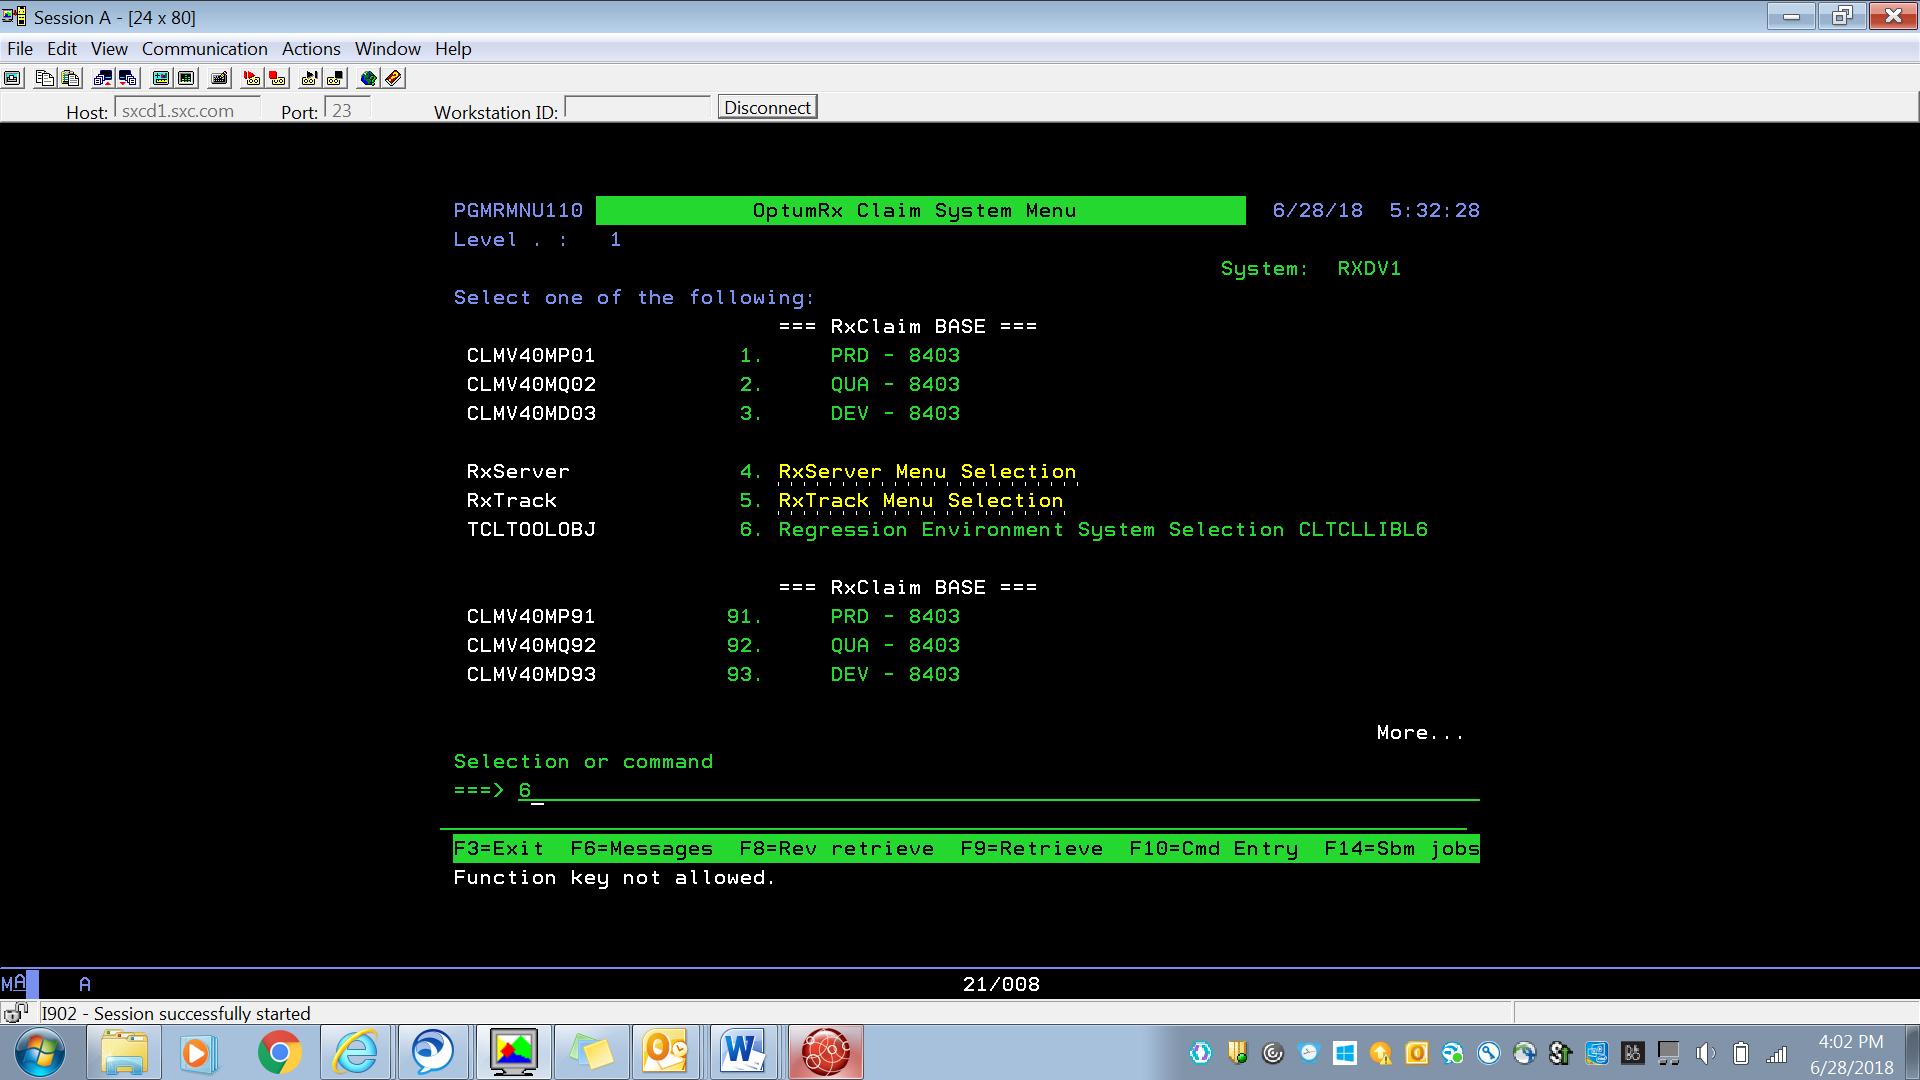 Session A - [24 x 80]
File Edit View Communication Actions Window Help
Host: sxcd1.sxc.com Port: 23 Workstation ID: Disconnect
PGMRMNU110 OptumRx Claim System Menu 6/28/18 5:32:28
Level . : 1
System: RXDV1
Select one of the following:
=== RxClaim BASE ===
CLMV40MP01 1. PRD - 8403
CLMV40MQ02 2. QUA - 8403
CLMV40MD03 3. DEV - 8403
RxServer 4. RxServer Menu Selection
RxTrack 5. RxTrack Menu Selection
TCLTOOLOBJ 6. Regression Environment System Selection CLTCLLIBL6
=== RxClaim BASE ===
CLMV40MP91 91. PRD - 8403
CLMV40MQ92 92. QUA - 8403
CLMV40MD93 93. DEV - 8403
More...
Selection or command
===> 6
F3=Exit F6=Messages F8=Rev retrieve F9=Retrieve F10=Cmd Entry F14=Sbm jobs
Function key not allowed.
MA A 21/008
I902 - Session successfully started
4:02 PM
6/28/2018